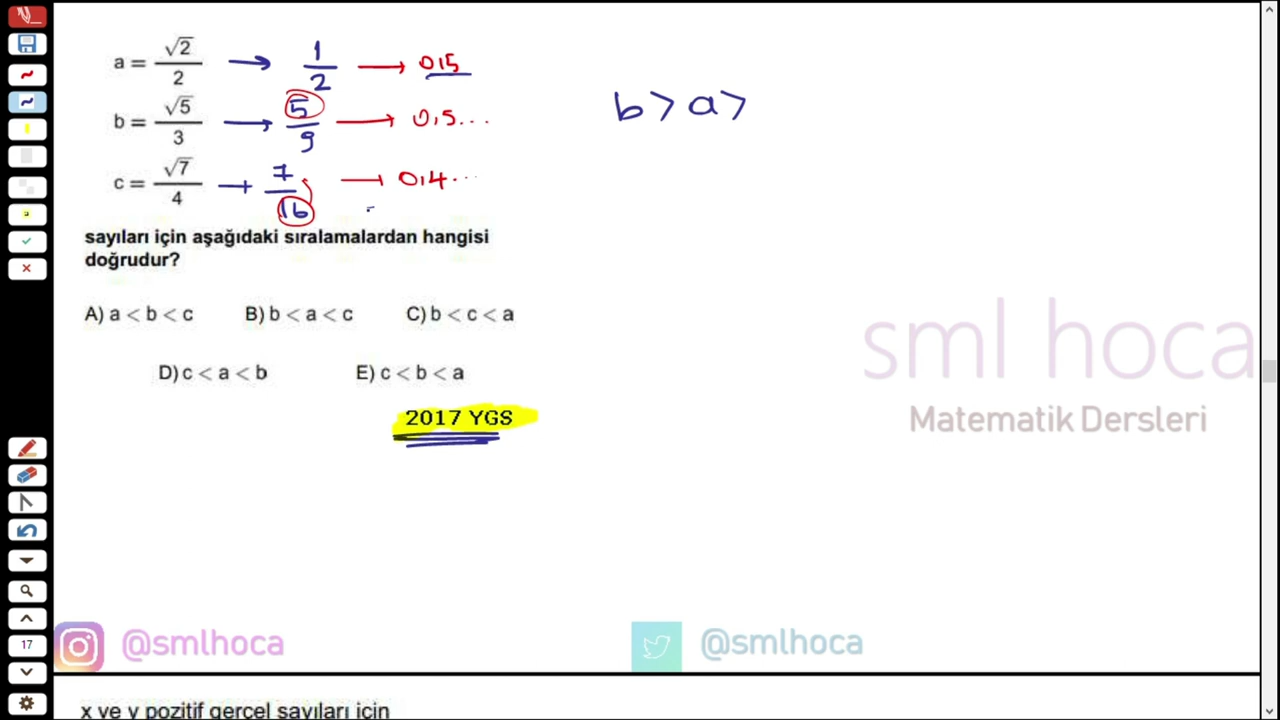 a = √2/2 → 1/2 → 0,5
b = √5/3 → 5/9 → 0,5...
c = √7/4 → 7/16 → 0,4...
b > a >
sayıları için aşağıdaki sıralamalardan hangisi
doğrudur?
A) a < b < c B) b < a < c C) b < c < a
D) c < a < b E) c < b < a
2017 YGS
sml hoca
Matematik Dersleri
@smlhoca @smlhoca
17
x ve y pozitif gerçel sayıları için